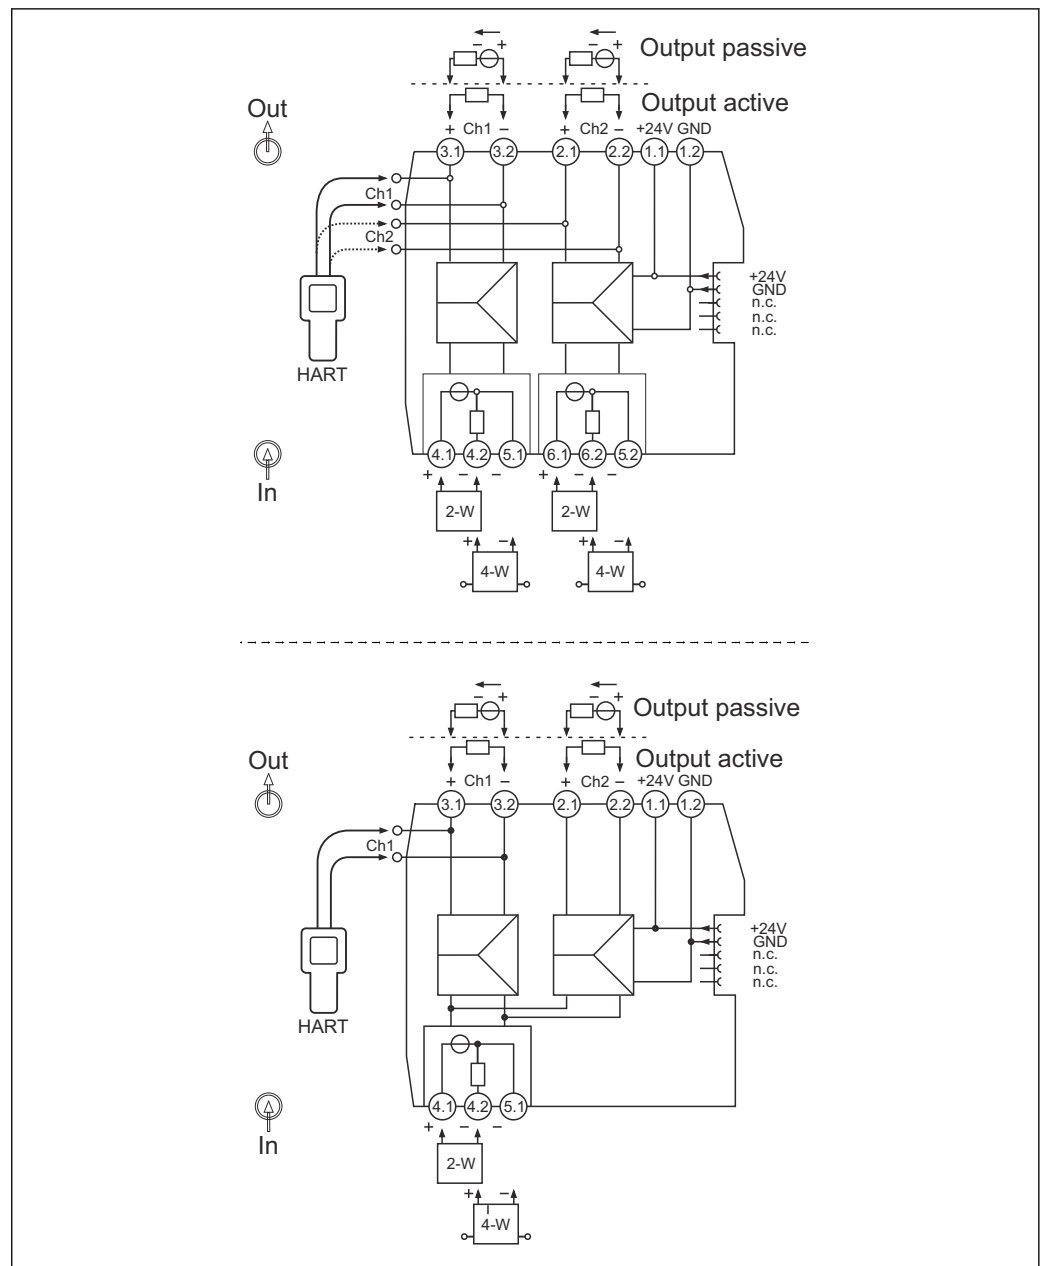 − +
− +
Output passive
Output active
Out
+ Ch1 −
+ Ch2 −
+24V GND
3.1
3.2
2.1
2.2
1.1
1.2
Ch1
Ch2
+24V
GND
n.c.
n.c.
n.c.
HART
4.1
4.2
5.1
6.1
6.2
5.2
In
+ − −
+ − −
2-W
2-W
+ −
+ −
4-W
4-W
− +
− +
Output passive
Output active
Out
+ Ch1 −
+ Ch2 −
+24V GND
3.1
3.2
2.1
2.2
1.1
1.2
Ch1
+24V
GND
n.c.
n.c.
n.c.
HART
4.1
4.2
5.1
In
+ − −
2-W
+ −
4-W